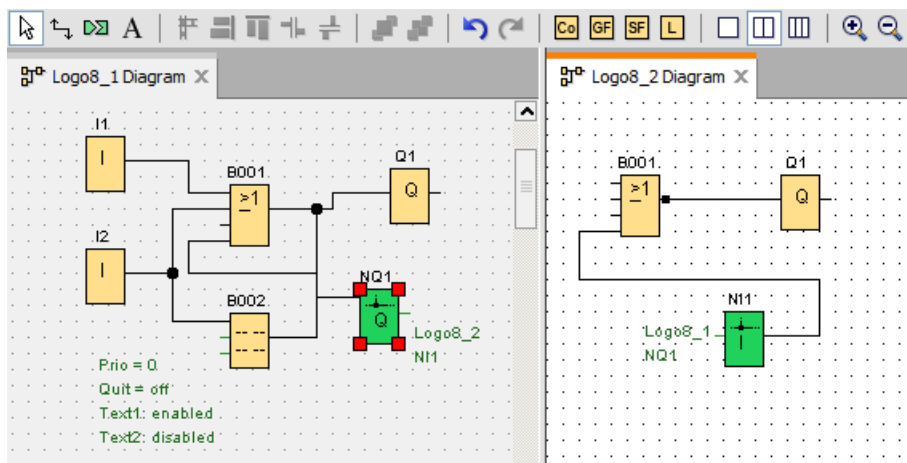 A Co GF SF L
Logo8_1 Diagram
I1
I
I2
I
B001
>1
B002
Q1
Q
NQ1
Q
Logo8_2
NI1
Prio = 0
Quit = off
Text1: enabled
Text2: disabled
Logo8_2 Diagram
B001
>1
Q1
Q
NI1
I
Logo8_1
NQ1